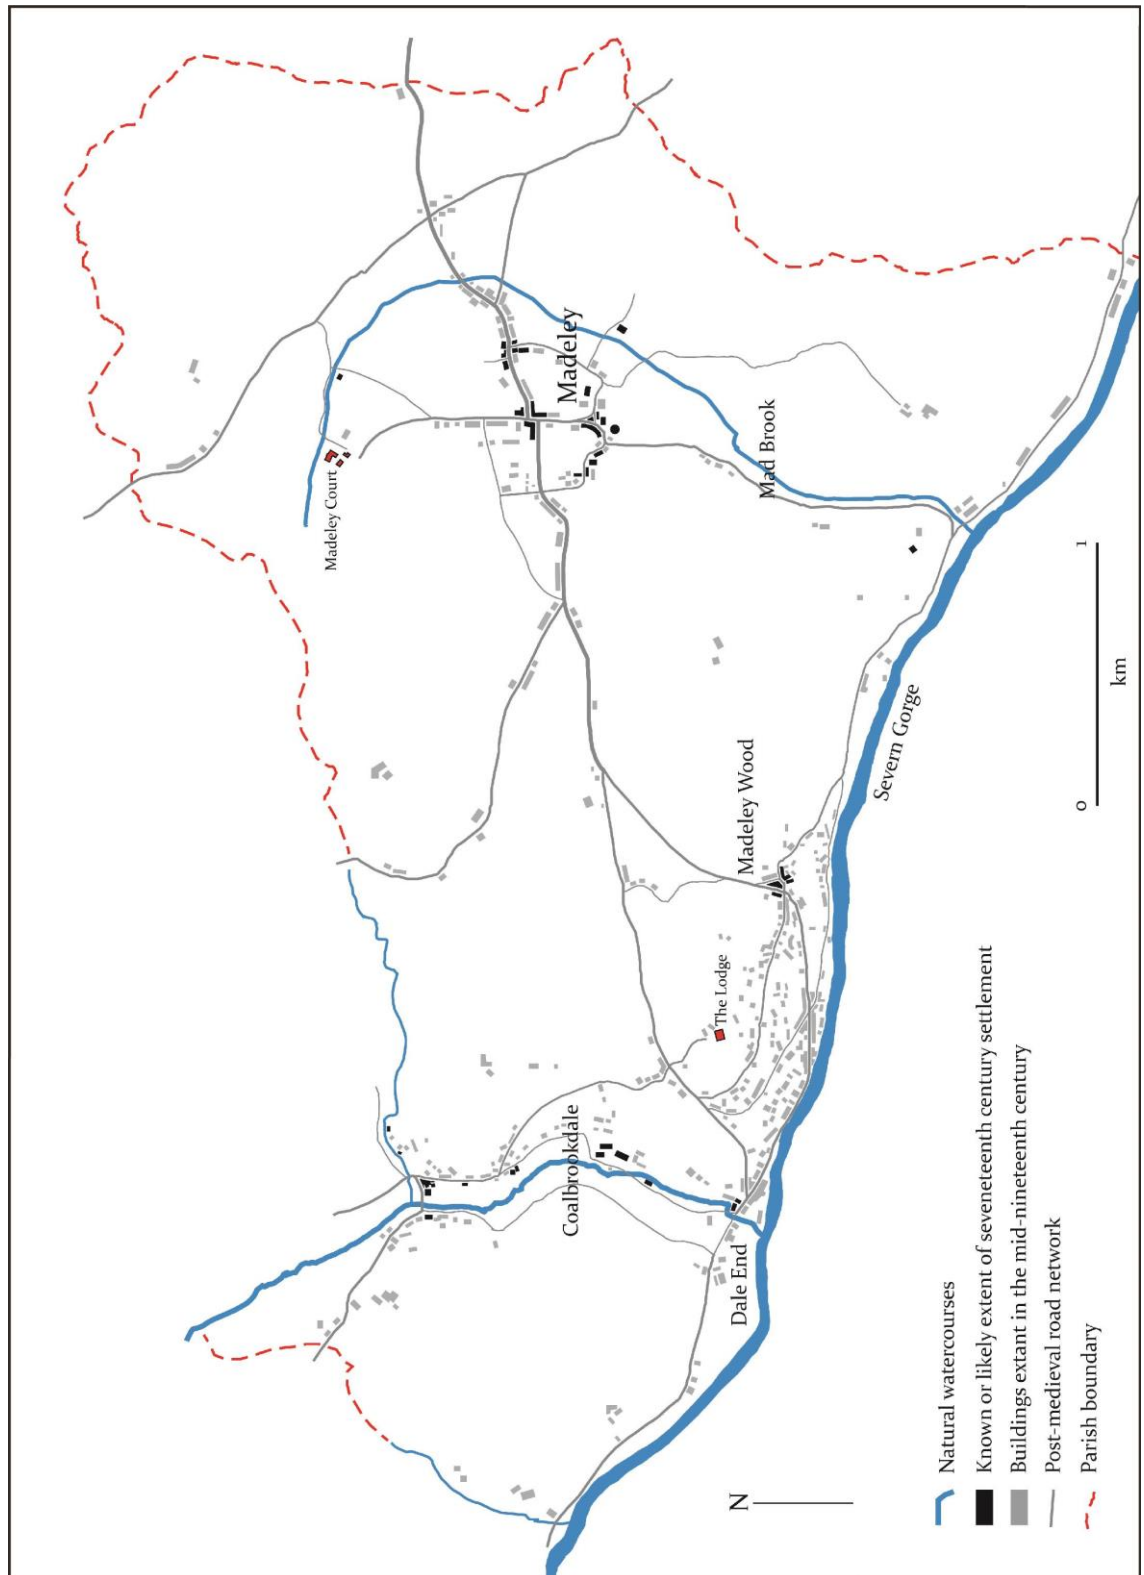 Madeley Court
Madeley
Mad Brook
Madeley Wood
The Lodge
Severn Gorge
Coalbrookdale
Dale End
N
0 1
km
Natural watercourses
Known or likely extent of seveneteenth century settlement
Buildings extant in the mid-nineteenth century
Post-medieval road network
Parish boundary